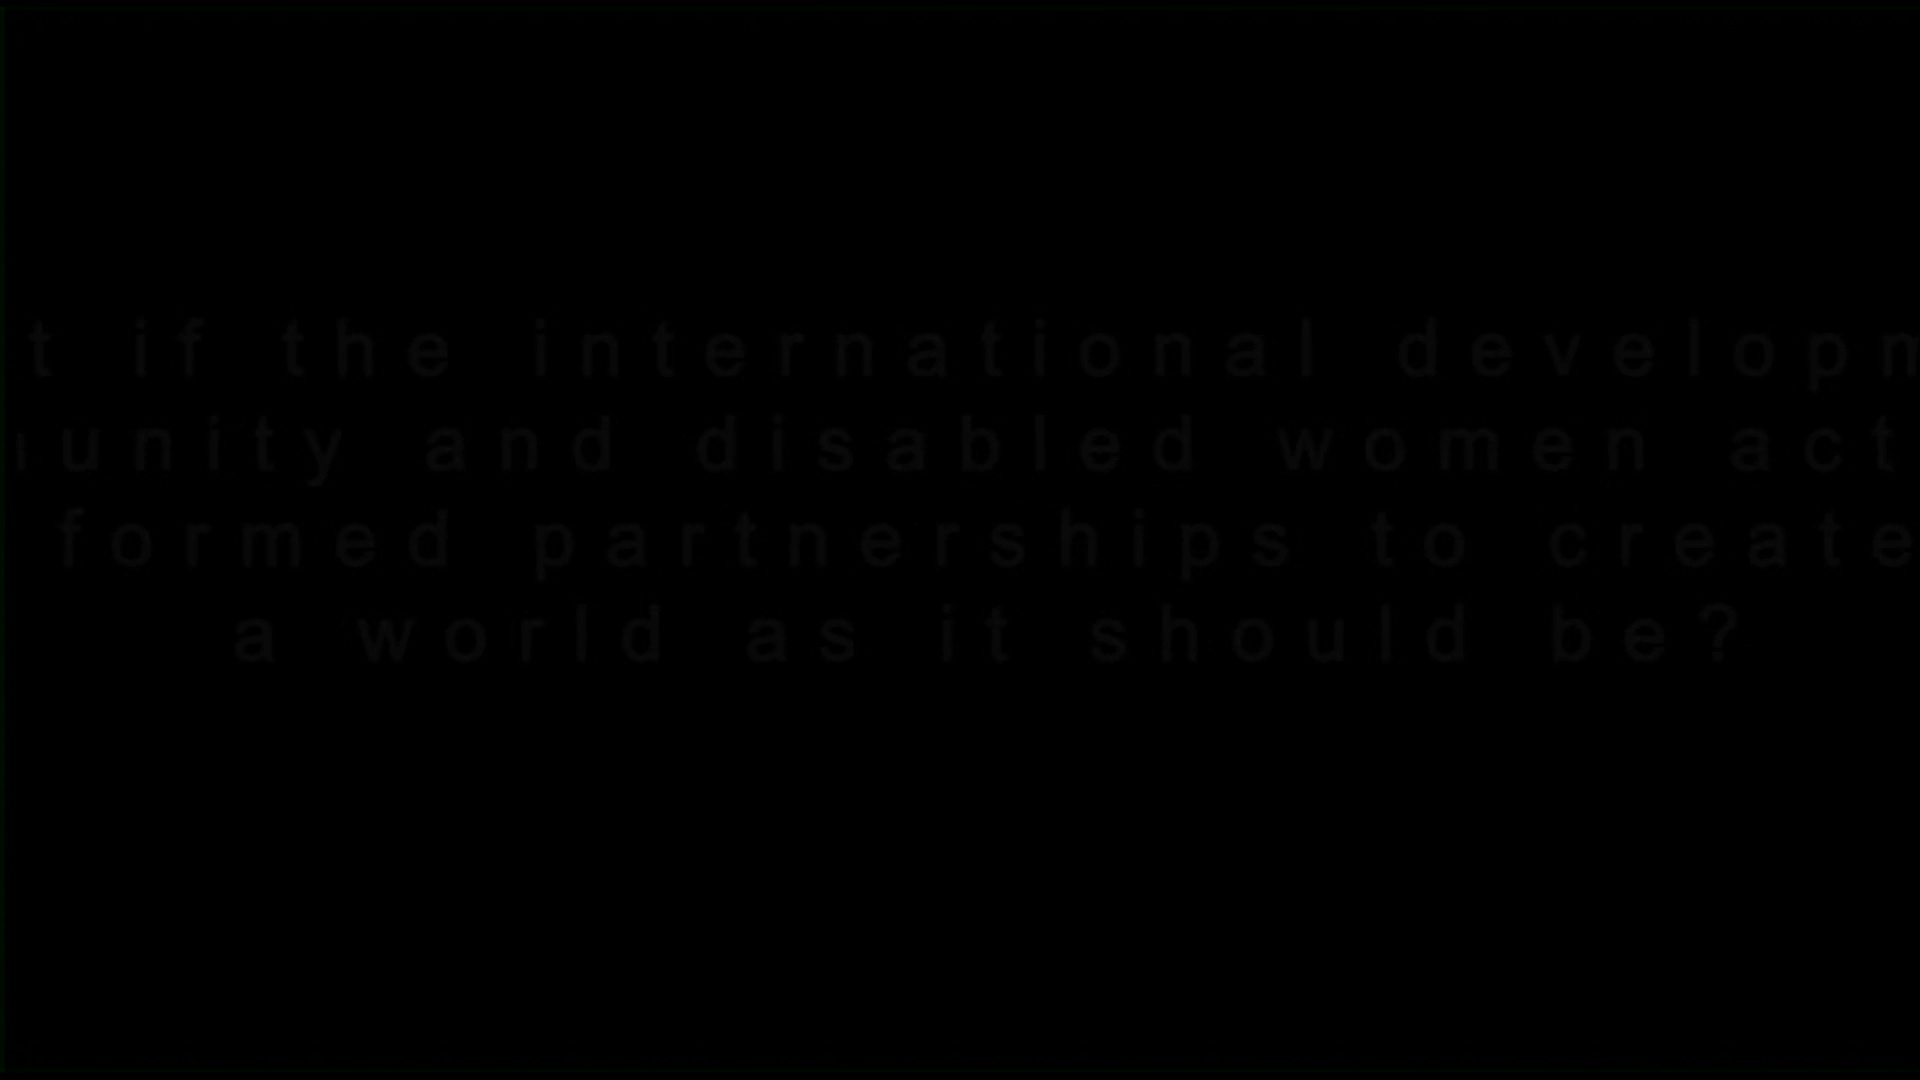 t if the international developm
unity and disabled women act
formed partnerships to create
a world as it should be?